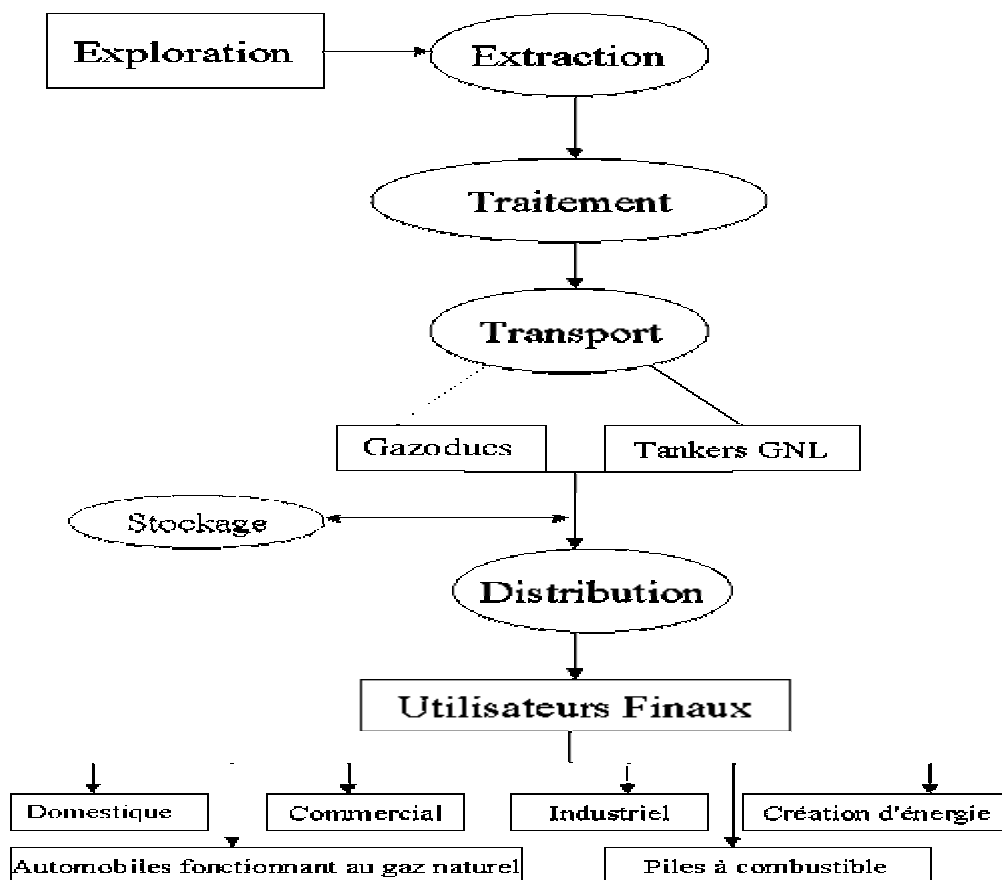 Exploration
Extraction
Traitement
Transport
Gazoducs
Tankers GNL
Stockage
Distribution
Utilisateurs Finaux
Domestique
Commercial
Industriel
Création d'énergie
Automobiles fonctionnant au gaz naturel
Piles à combustible